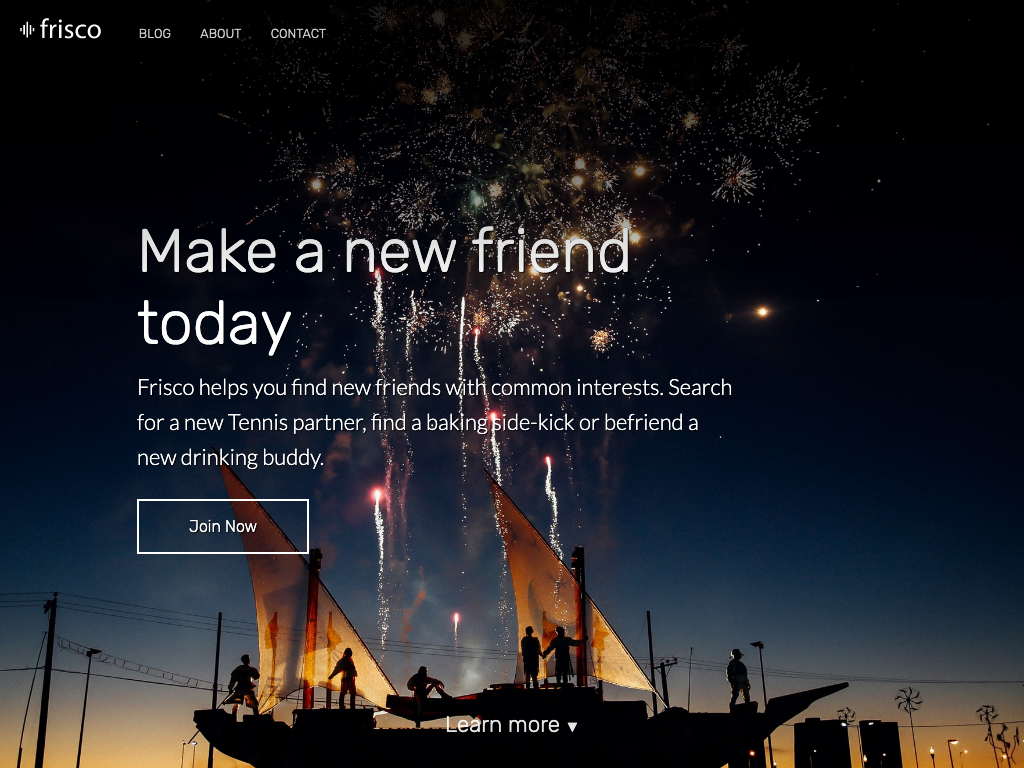 frisco BLOG ABOUT CONTACT
Make a new friend
today
Frisco helps you find new friends with common interests. Search
for a new Tennis partner, find a baking side-kick or befriend a
new drinking buddy.
Join Now
Learn more ▾